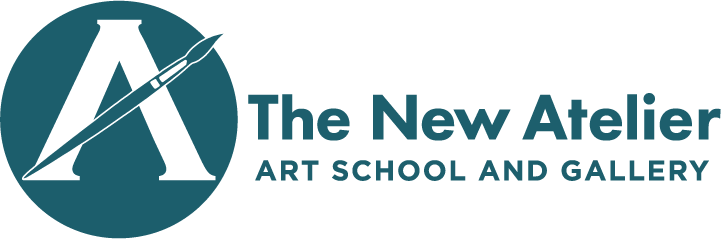 A
The New Atelier
ART SCHOOL AND GALLERY